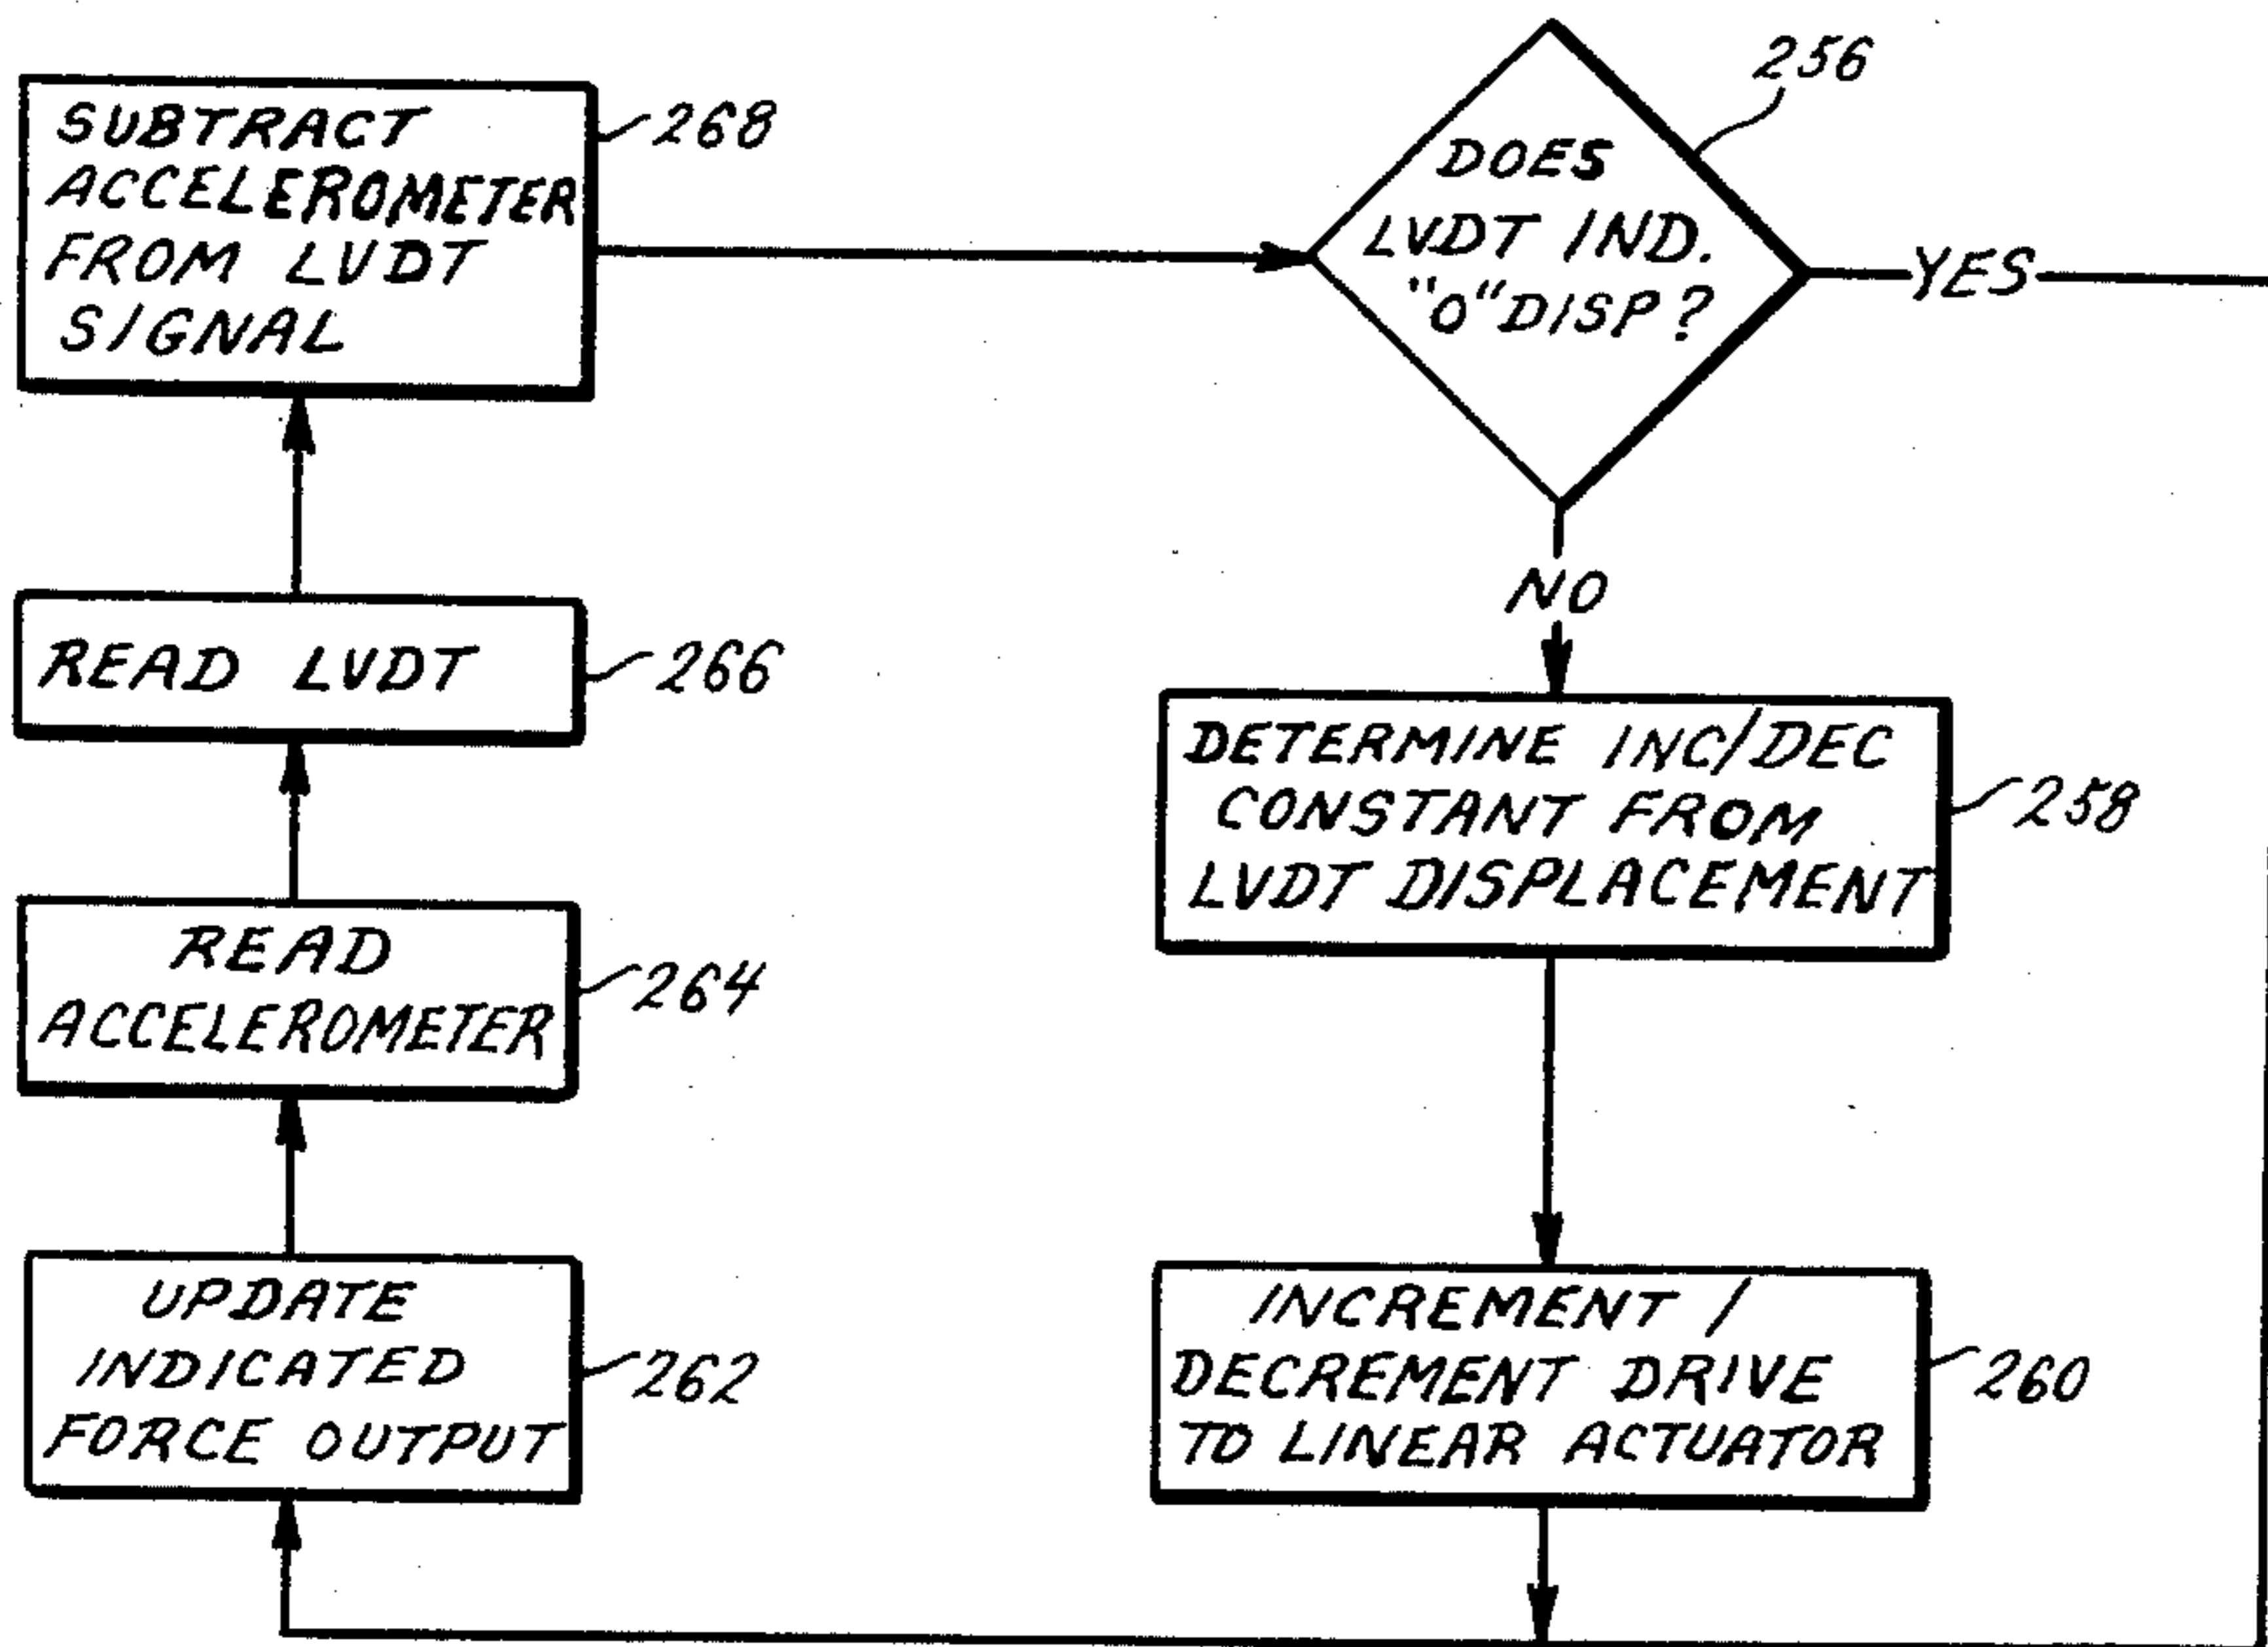 SUBTRACT
ACCELEROMETER
FROM LVDT
SIGNAL
268
DOES
LVDT IND.
"0" DISP?
256
YES
NO
READ LVDT
266
DETERMINE INC/DEC
CONSTANT FROM
LVDT DISPLACEMENT
258
READ
ACCELEROMETER
264
INCREMENT /
DECREMENT DRIVE
TO LINEAR ACTUATOR
260
UPDATE
INDICATED
FORCE OUTPUT
262